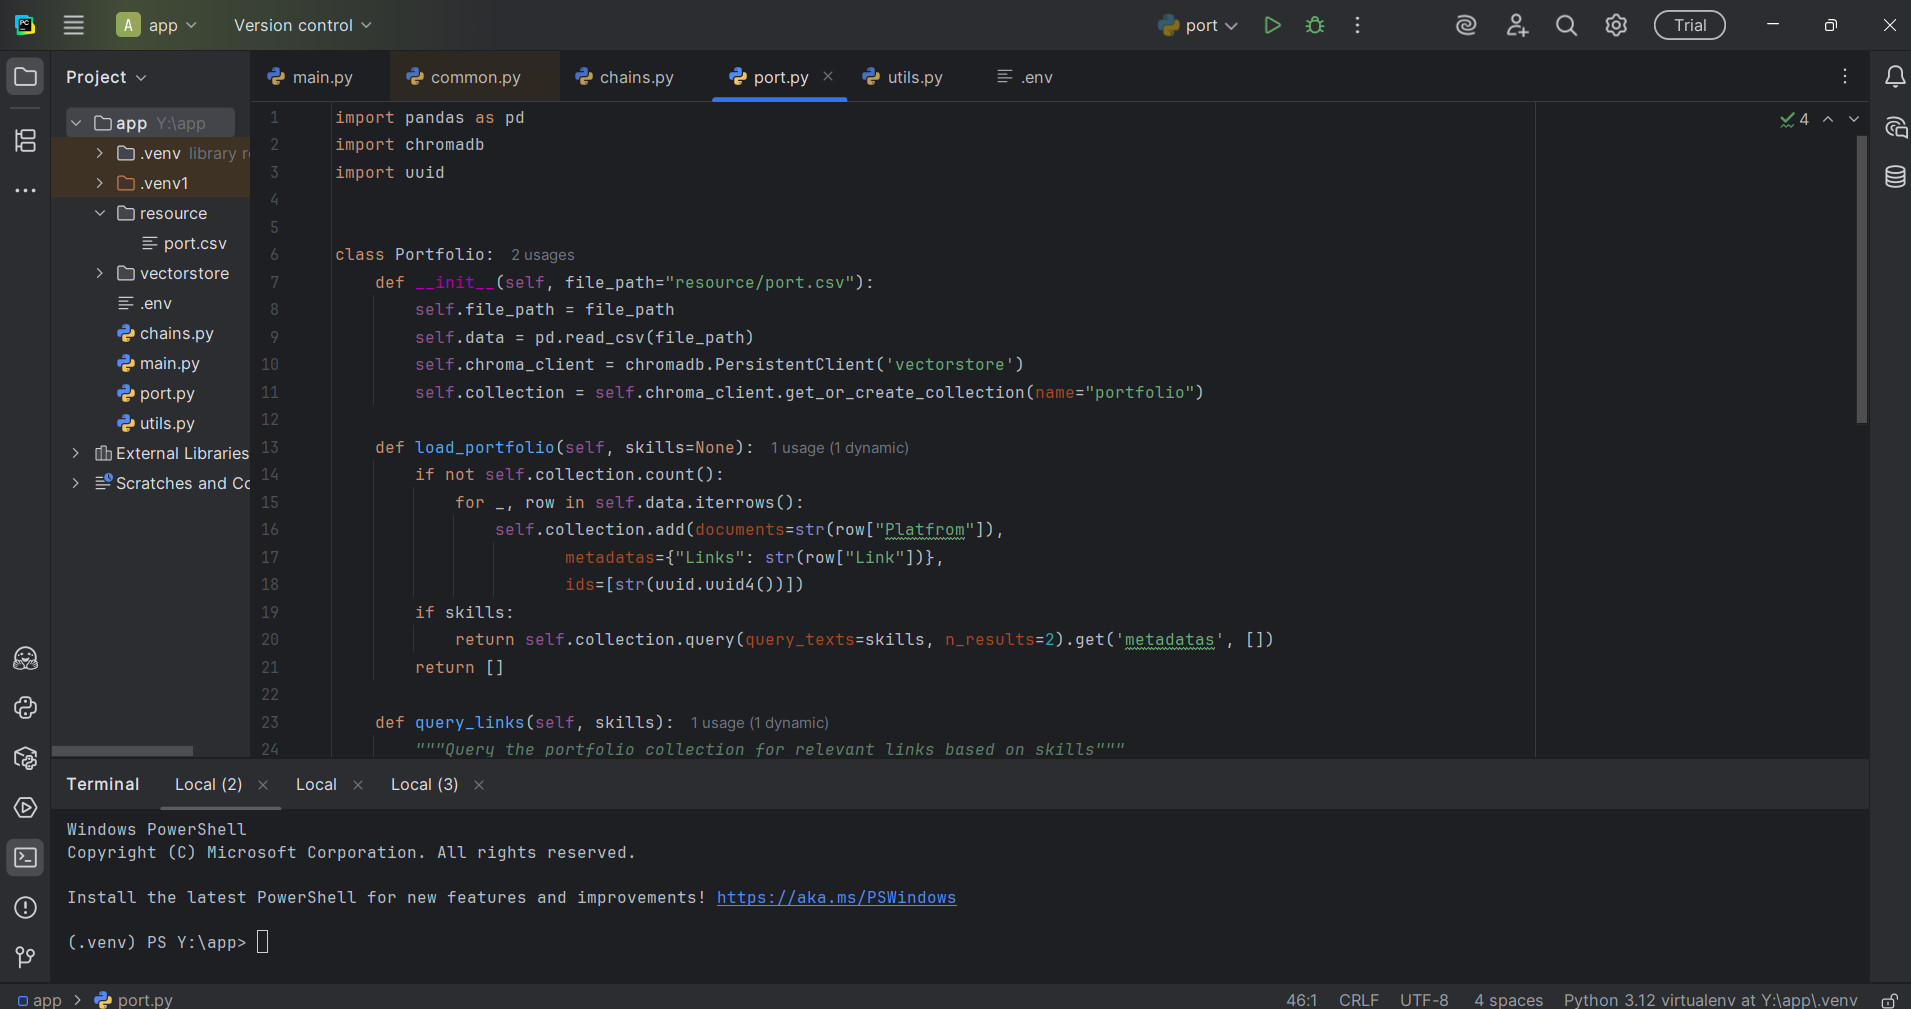 PC A app Version control port Trial
Project main.py common.py chains.py port.py utils.py .env
app Y:\app
.venv library r
.venv1
resource
port.csv
vectorstore
.env
chains.py
main.py
port.py
utils.py
External Libraries
Scratches and Co
4
1 import pandas as pd
2 import chromadb
3 import uuid
4
5
6 class Portfolio: 2 usages
7 def __init__(self, file_path="resource/port.csv"):
8 self.file_path = file_path
9 self.data = pd.read_csv(file_path)
10 self.chroma_client = chromadb.PersistentClient('vectorstore')
11 self.collection = self.chroma_client.get_or_create_collection(name="portfolio")
12
13 def load_portfolio(self, skills=None): 1 usage (1 dynamic)
14 if not self.collection.count():
15 for _, row in self.data.iterrows():
16 self.collection.add(documents=str(row["Platfrom"]),
17 metadatas={"Links": str(row["Link"])},
18 ids=[str(uuid.uuid4())])
19 if skills:
20 return self.collection.query(query_texts=skills, n_results=2).get('metadatas', [])
21 return []
22
23 def query_links(self, skills): 1 usage (1 dynamic)
24 """Query the portfolio collection for relevant links based on skills"""
Terminal Local (2) Local Local (3)
Windows PowerShell
Copyright (C) Microsoft Corporation. All rights reserved.
Install the latest PowerShell for new features and improvements! https://aka.ms/PSWindows
(.venv) PS Y:\app>
app port.py 46:1 CRLF UTF-8 4 spaces Python 3.12 virtualenv at Y:\app\.venv